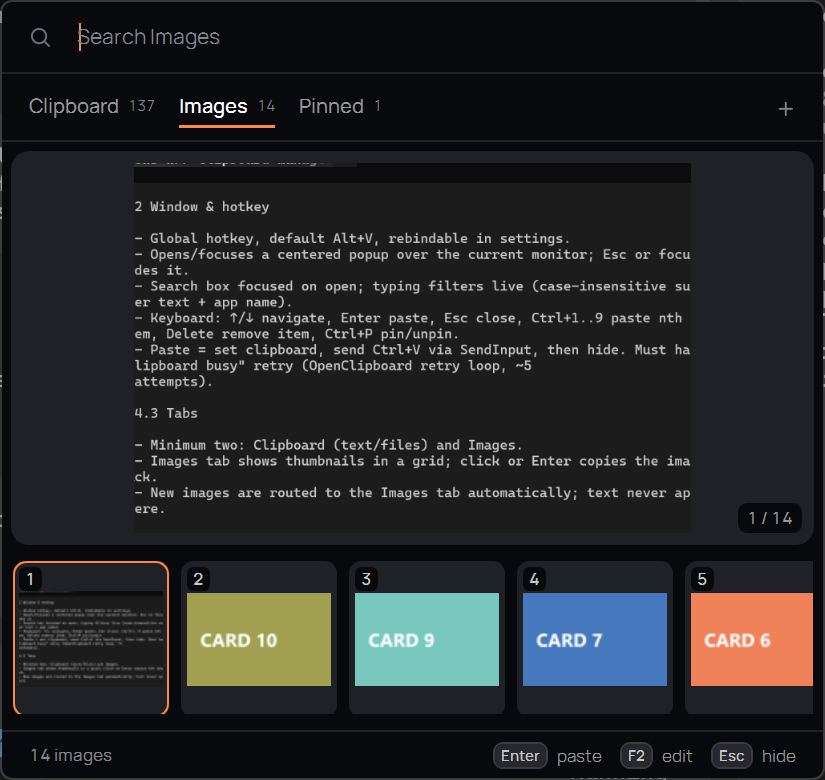 Search Images
Clipboard 137 Images 14 Pinned 1 +
2 Window & hotkey
- Global hotkey, default Alt+V, rebindable in settings.
- Opens/focuses a centered popup over the current monitor; Esc or focu
des it.
- Search box focused on open; typing filters live (case-insensitive su
er text + app name).
- Keyboard: ↑/↓ navigate, Enter paste, Esc close, Ctrl+1..9 paste nth
em, Delete remove item, Ctrl+P pin/unpin.
- Paste = set clipboard, send Ctrl+V via SendInput, then hide. Must ha
lipboard busy" retry (OpenClipboard retry loop, ~5
attempts).
4.3 Tabs
- Minimum two: Clipboard (text/files) and Images.
- Images tab shows thumbnails in a grid; click or Enter copies the ima
ck.
- New images are routed to the Images tab automatically; text never ap
ere.
1 / 14
1 2 3 4 5
CARD 10 CARD 9 CARD 7 CARD 6
14 images Enter paste F2 edit Esc hide